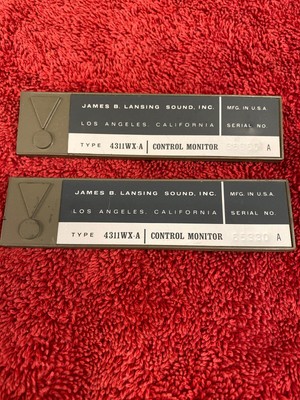 JAMES B. LANSING SOUND, INC. MFG. IN U.S.A.
LOS ANGELES, CALIFORNIA SERIAL NO.
TYPE 4311WX-A CONTROL MONITOR A
JAMES B. LANSING SOUND, INC. MFG. IN U.S.A.
LOS ANGELES, CALIFORNIA SERIAL NO.
TYPE 4311WX-A CONTROL MONITOR A